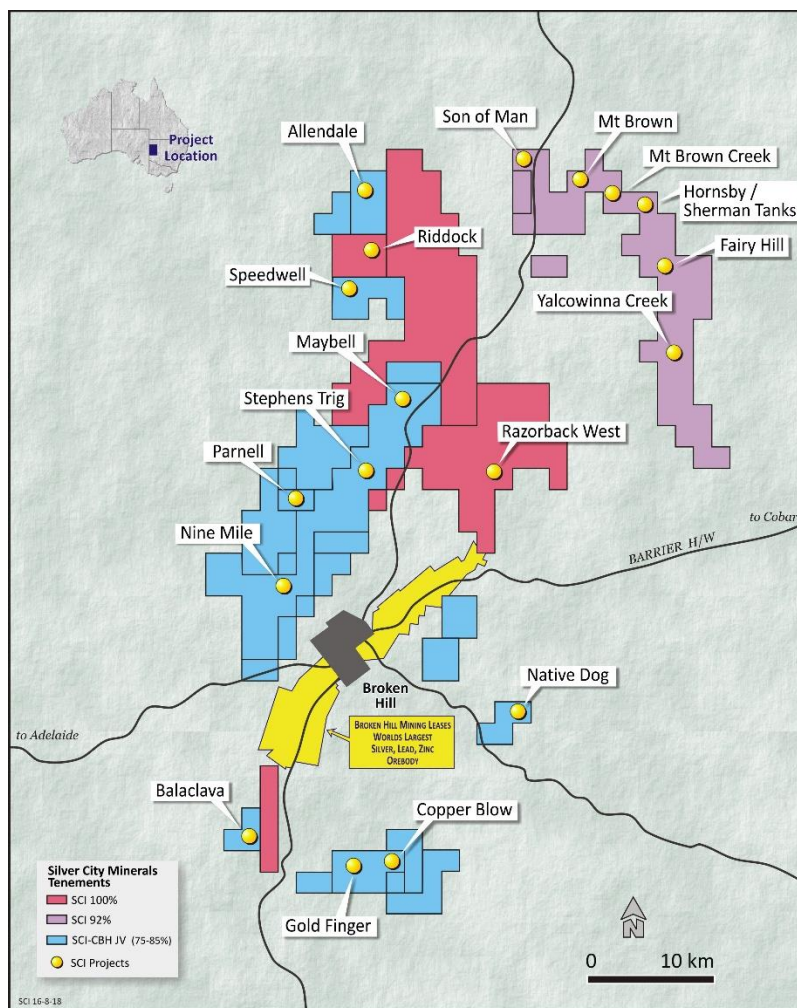 Project
Location
Son of Man
Mt Brown
Allendale
Mt Brown Creek
Hornsby /
Sherman Tanks
Riddock
Fairy Hill
Speedwell
Yalcowinna Creek
Maybell
Stephens Trig
Razorback West
Parnell
to Cobar
Nine Mile
BARRIER H/W
Broken
Hill
Native Dog
to Adelaide
BROKEN HILL MINING LEASES
WORLDS LARGEST
SILVER, LEAD, ZINC
OREBODY
Balaclava
Copper Blow
Gold Finger
Silver City Minerals
Tenements
SCI 100%
SCI 92%
SCI-CBH JV (75-85%)
SCI Projects
N
0 10 km
SCI 16-8-18